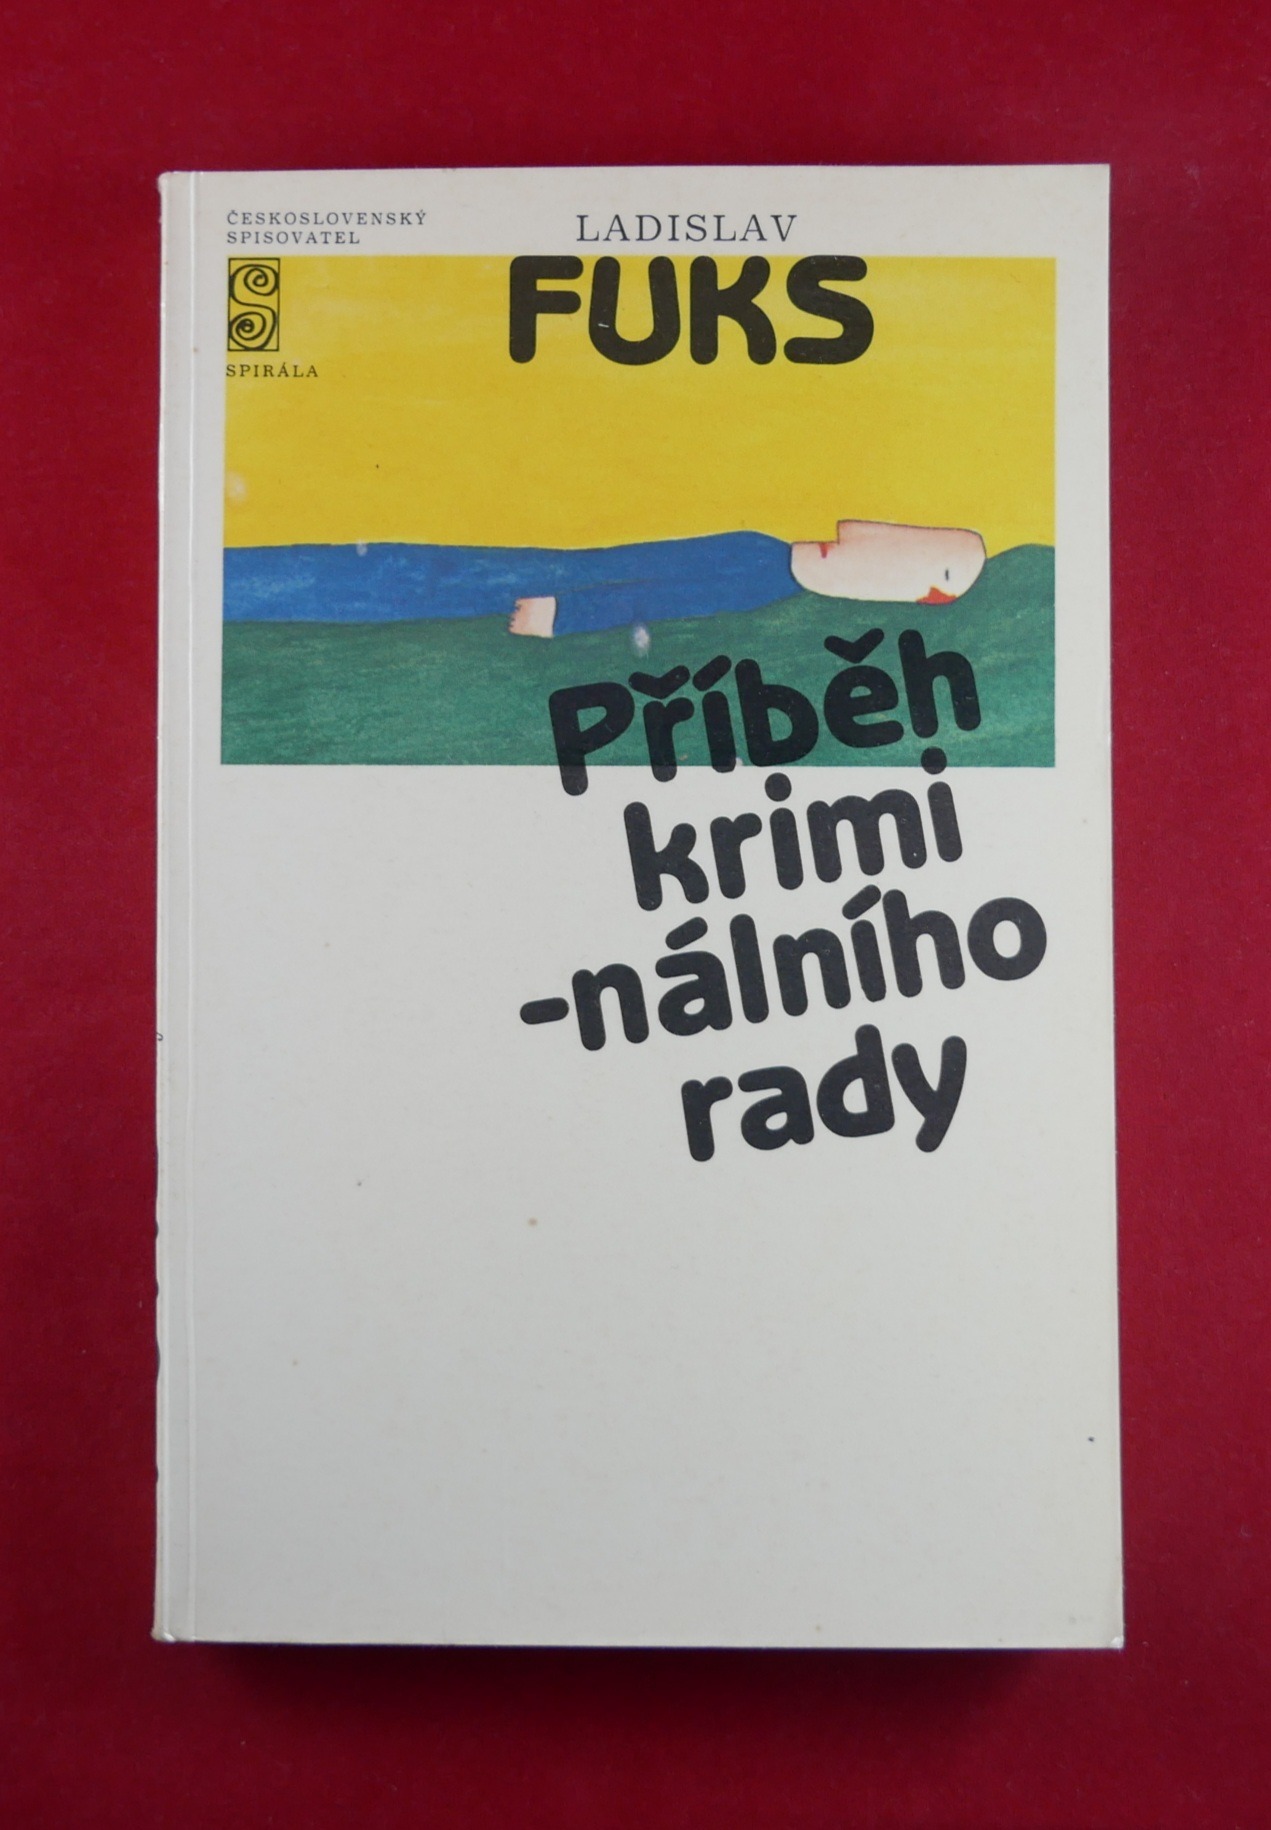 ČESKOSLOVENSKÝ
SPISOVATEL
LADISLAV
FUKS
SPIRÁLA
Příběh
krimi
-nálního
rady